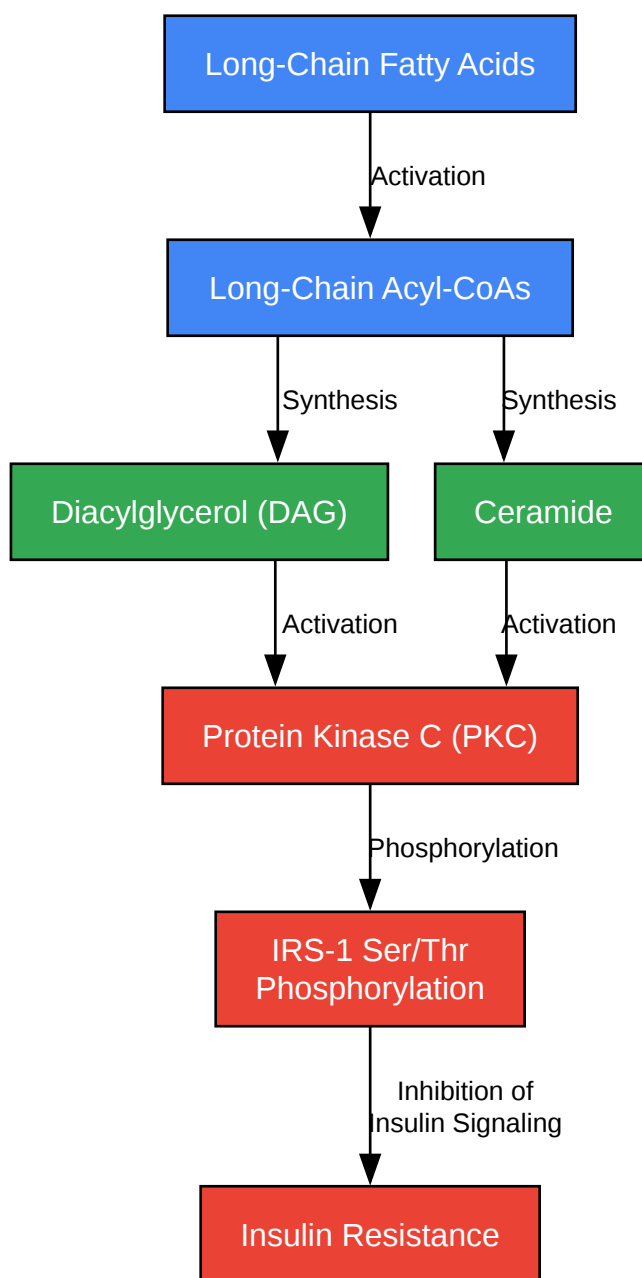 Long-Chain Fatty Acids
Activation
Long-Chain Acyl-CoAs
Synthesis
Synthesis
Diacylglycerol (DAG)
Ceramide
Activation
Activation
Protein Kinase C (PKC)
Phosphorylation
IRS-1 Ser/Thr
Phosphorylation
Inhibition of
Insulin Signaling
Insulin Resistance